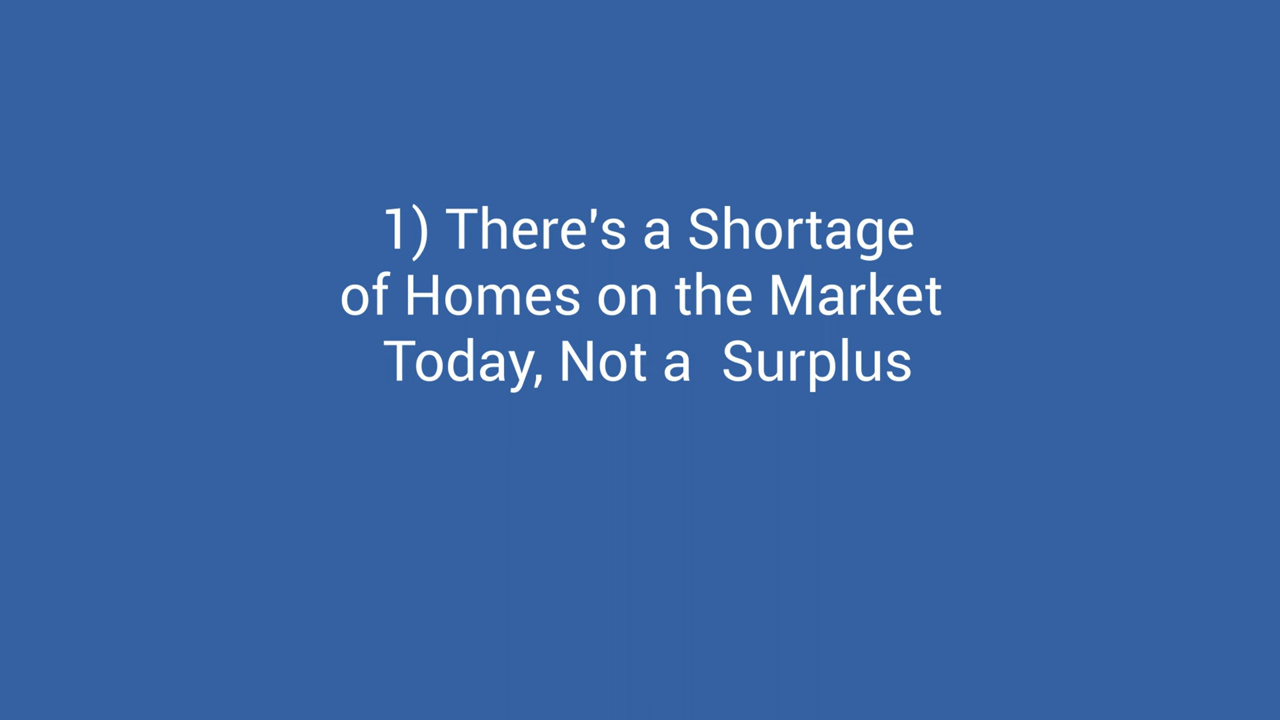 1) There's a Shortage
of Homes on the Market
Today, Not a  Surplus